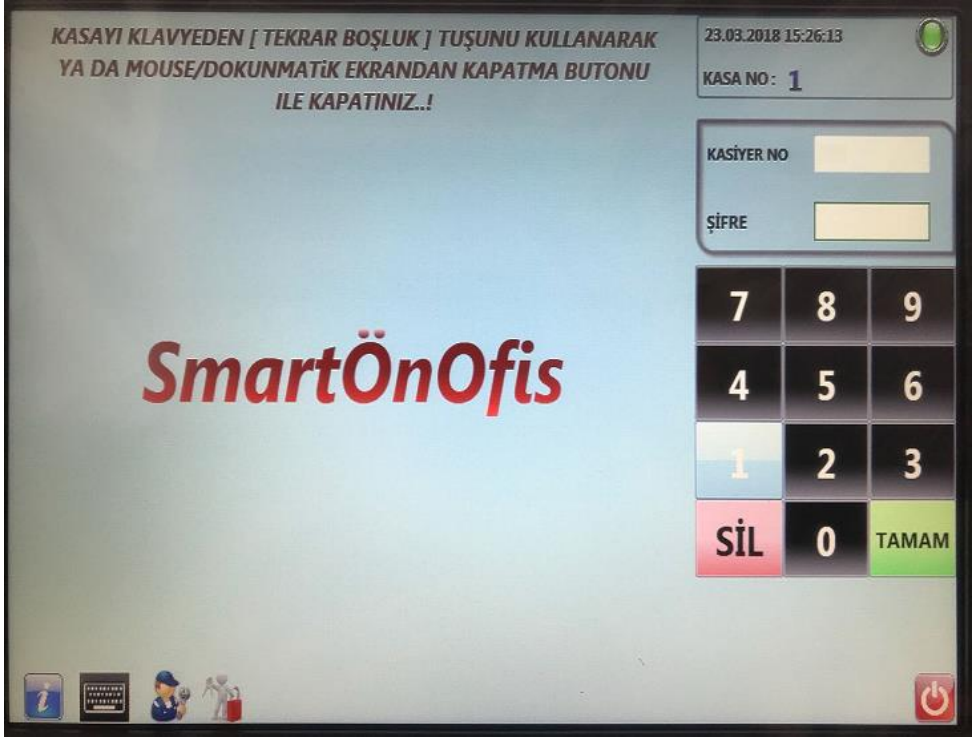 KASAYI KLAVYEDEN [ TEKRAR BOŞLUK ] TUŞUNU KULLANARAK
YA DA MOUSE/DOKUNMATİK EKRANDAN KAPATMA BUTONU
ILE KAPATINIZ..!
23.03.2018 15:26:13
KASA NO : 1
KASİYER NO
ŞİFRE
SmartÖnOfis
7 8 9
4 5 6
1 2 3
SİL 0 TAMAM
i